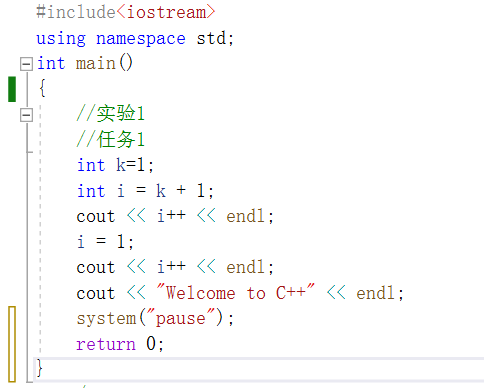 #include<iostream>
using namespace std;
int main()
{
//实验1
//任务1
int k=1;
int i = k + 1;
cout << i++ << endl;
i = 1;
cout << i++ << endl;
cout << "Welcome to C++" << endl;
system("pause");
return 0;
}